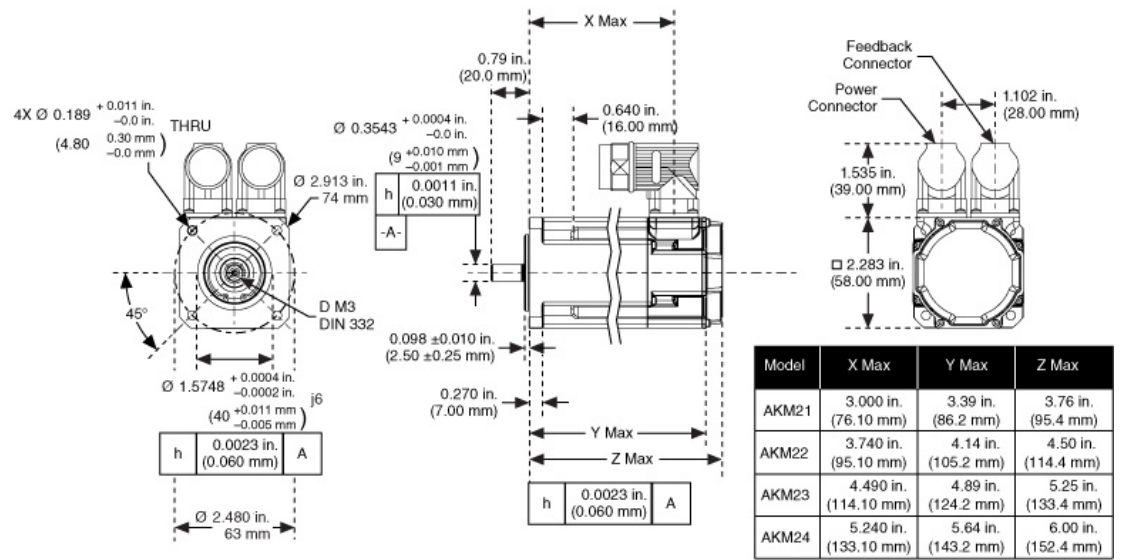 X Max
0.79 in.
(20.0 mm)
4X Ø 0.189 + 0.011 in.
–0.0 in.
THRU
(4.80 0.30 mm
–0.0 mm )
Ø 2.913 in.
74 mm
Ø 0.3543 + 0.0004 in.
–0.0 in.
(9 +0.010 mm
–0.001 mm )
h 0.0011 in.
(0.030 mm)
-A-
0.640 in.
(16.00 mm)
45°
D M3
DIN 332
Ø 1.5748 + 0.0004 in.
–0.0002 in.
j6
(40 +0.011 mm
–0.005 mm )
h 0.0023 in. A
(0.060 mm)
Ø 2.480 in.
63 mm
0.098 ±0.010 in.
(2.50 ±0.25 mm)
0.270 in.
(7.00 mm)
Y Max
Z Max
h 0.0023 in. A
(0.060 mm)
Feedback
Connector
Power
Connector
1.102 in.
(28.00 mm)
1.535 in.
(39.00 mm)
□ 2.283 in.
(58.00 mm)
Model X Max Y Max Z Max
AKM21 3.000 in. 3.39 in. 3.76 in.
(76.10 mm) (86.2 mm) (95.4 mm)
AKM22 3.740 in. 4.14 in. 4.50 in.
(95.10 mm) (105.2 mm) (114.4 mm)
AKM23 4.490 in. 4.89 in. 5.25 in.
(114.10 mm) (124.2 mm) (133.4 mm)
AKM24 5.240 in. 5.64 in. 6.00 in.
(133.10 mm) (143.2 mm) (152.4 mm)